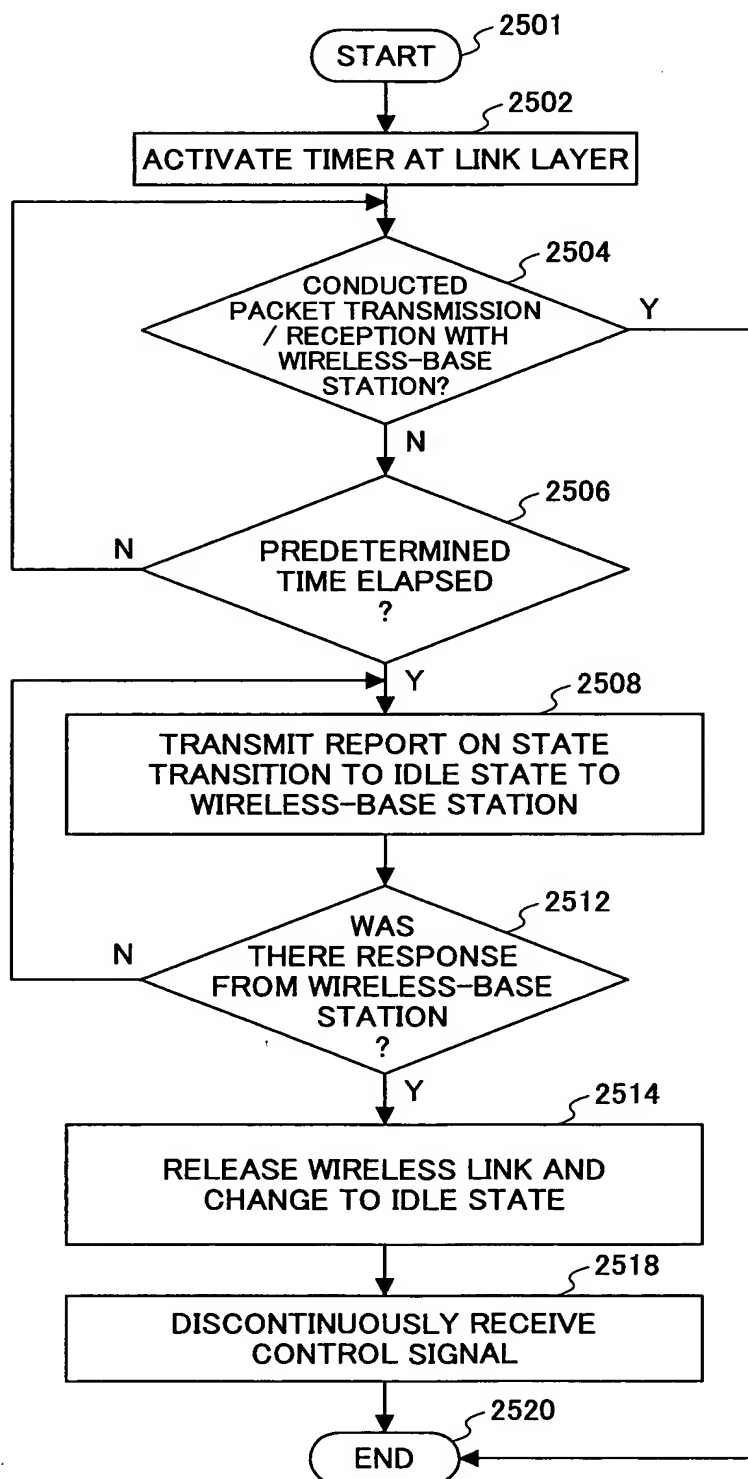 2501
START
2502
ACTIVATE TIMER AT LINK LAYER
2504
CONDUCTED
PACKET TRANSMISSION
/ RECEPTION WITH
WIRELESS-BASE
STATION?
Y
N
2506
PREDETERMINED
TIME ELAPSED
?
N
Y
2508
TRANSMIT REPORT ON STATE
TRANSITION TO IDLE STATE TO
WIRELESS-BASE STATION
2512
WAS
THERE RESPONSE
FROM WIRELESS-BASE
STATION
?
N
Y
2514
RELEASE WIRELESS LINK AND
CHANGE TO IDLE STATE
2518
DISCONTINUOUSLY RECEIVE
CONTROL SIGNAL
2520
END